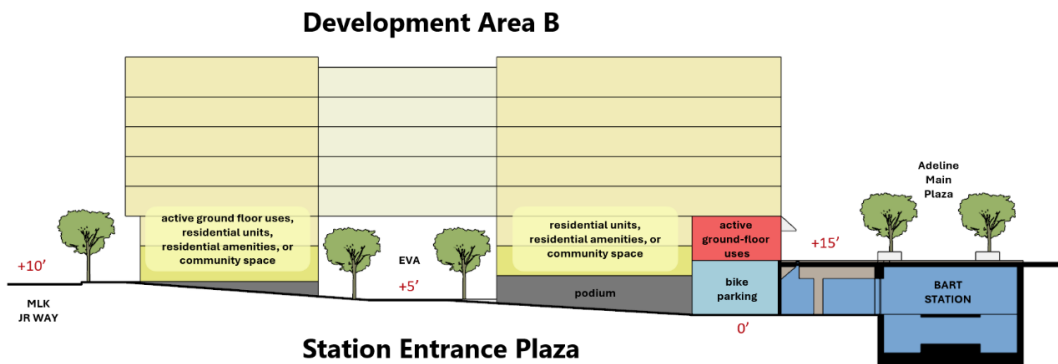 Development Area B
active ground floor uses,
residential units,
residential amenities, or
community space
residential units,
residential amenities, or
community space
active
ground-floor
uses
Adeline
Main
Plaza
+10’
EVA
+5’
+15’
podium
bike
parking
BART
STATION
MLK
JR WAY
0’
Station Entrance Plaza